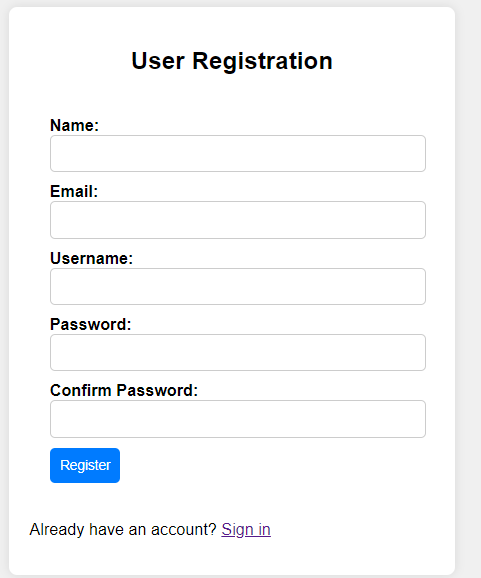 User Registration
Name:
Email:
Username:
Password:
Confirm Password:
Register
Already have an account? Sign in